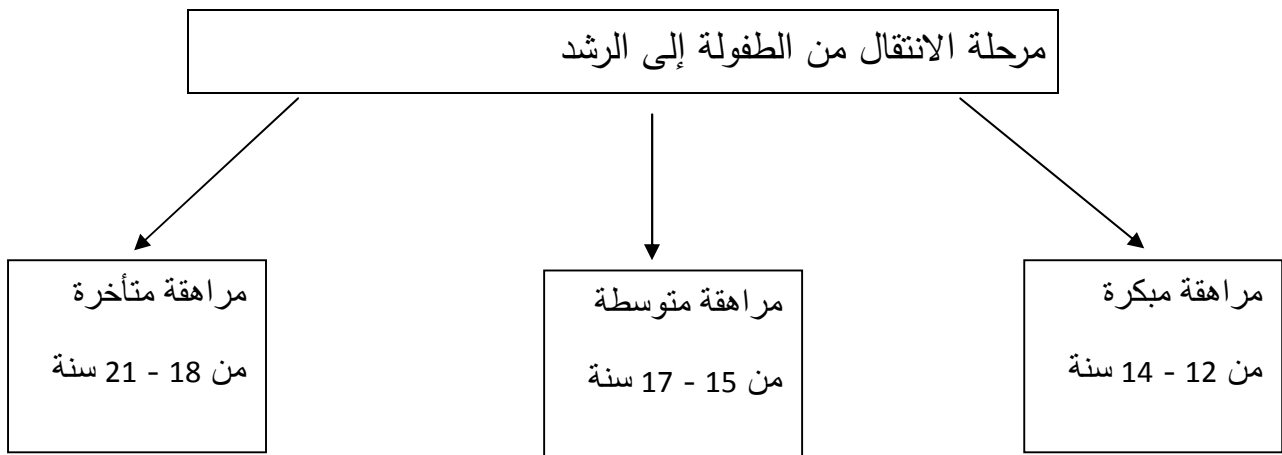 مرحلة الانتقال من الطفولة إلى الرشد
مراهقة مبكرة
من 12 - 14 سنة
مراهقة متوسطة
من 15 - 17 سنة
مراهقة متأخرة
من 18 - 21 سنة